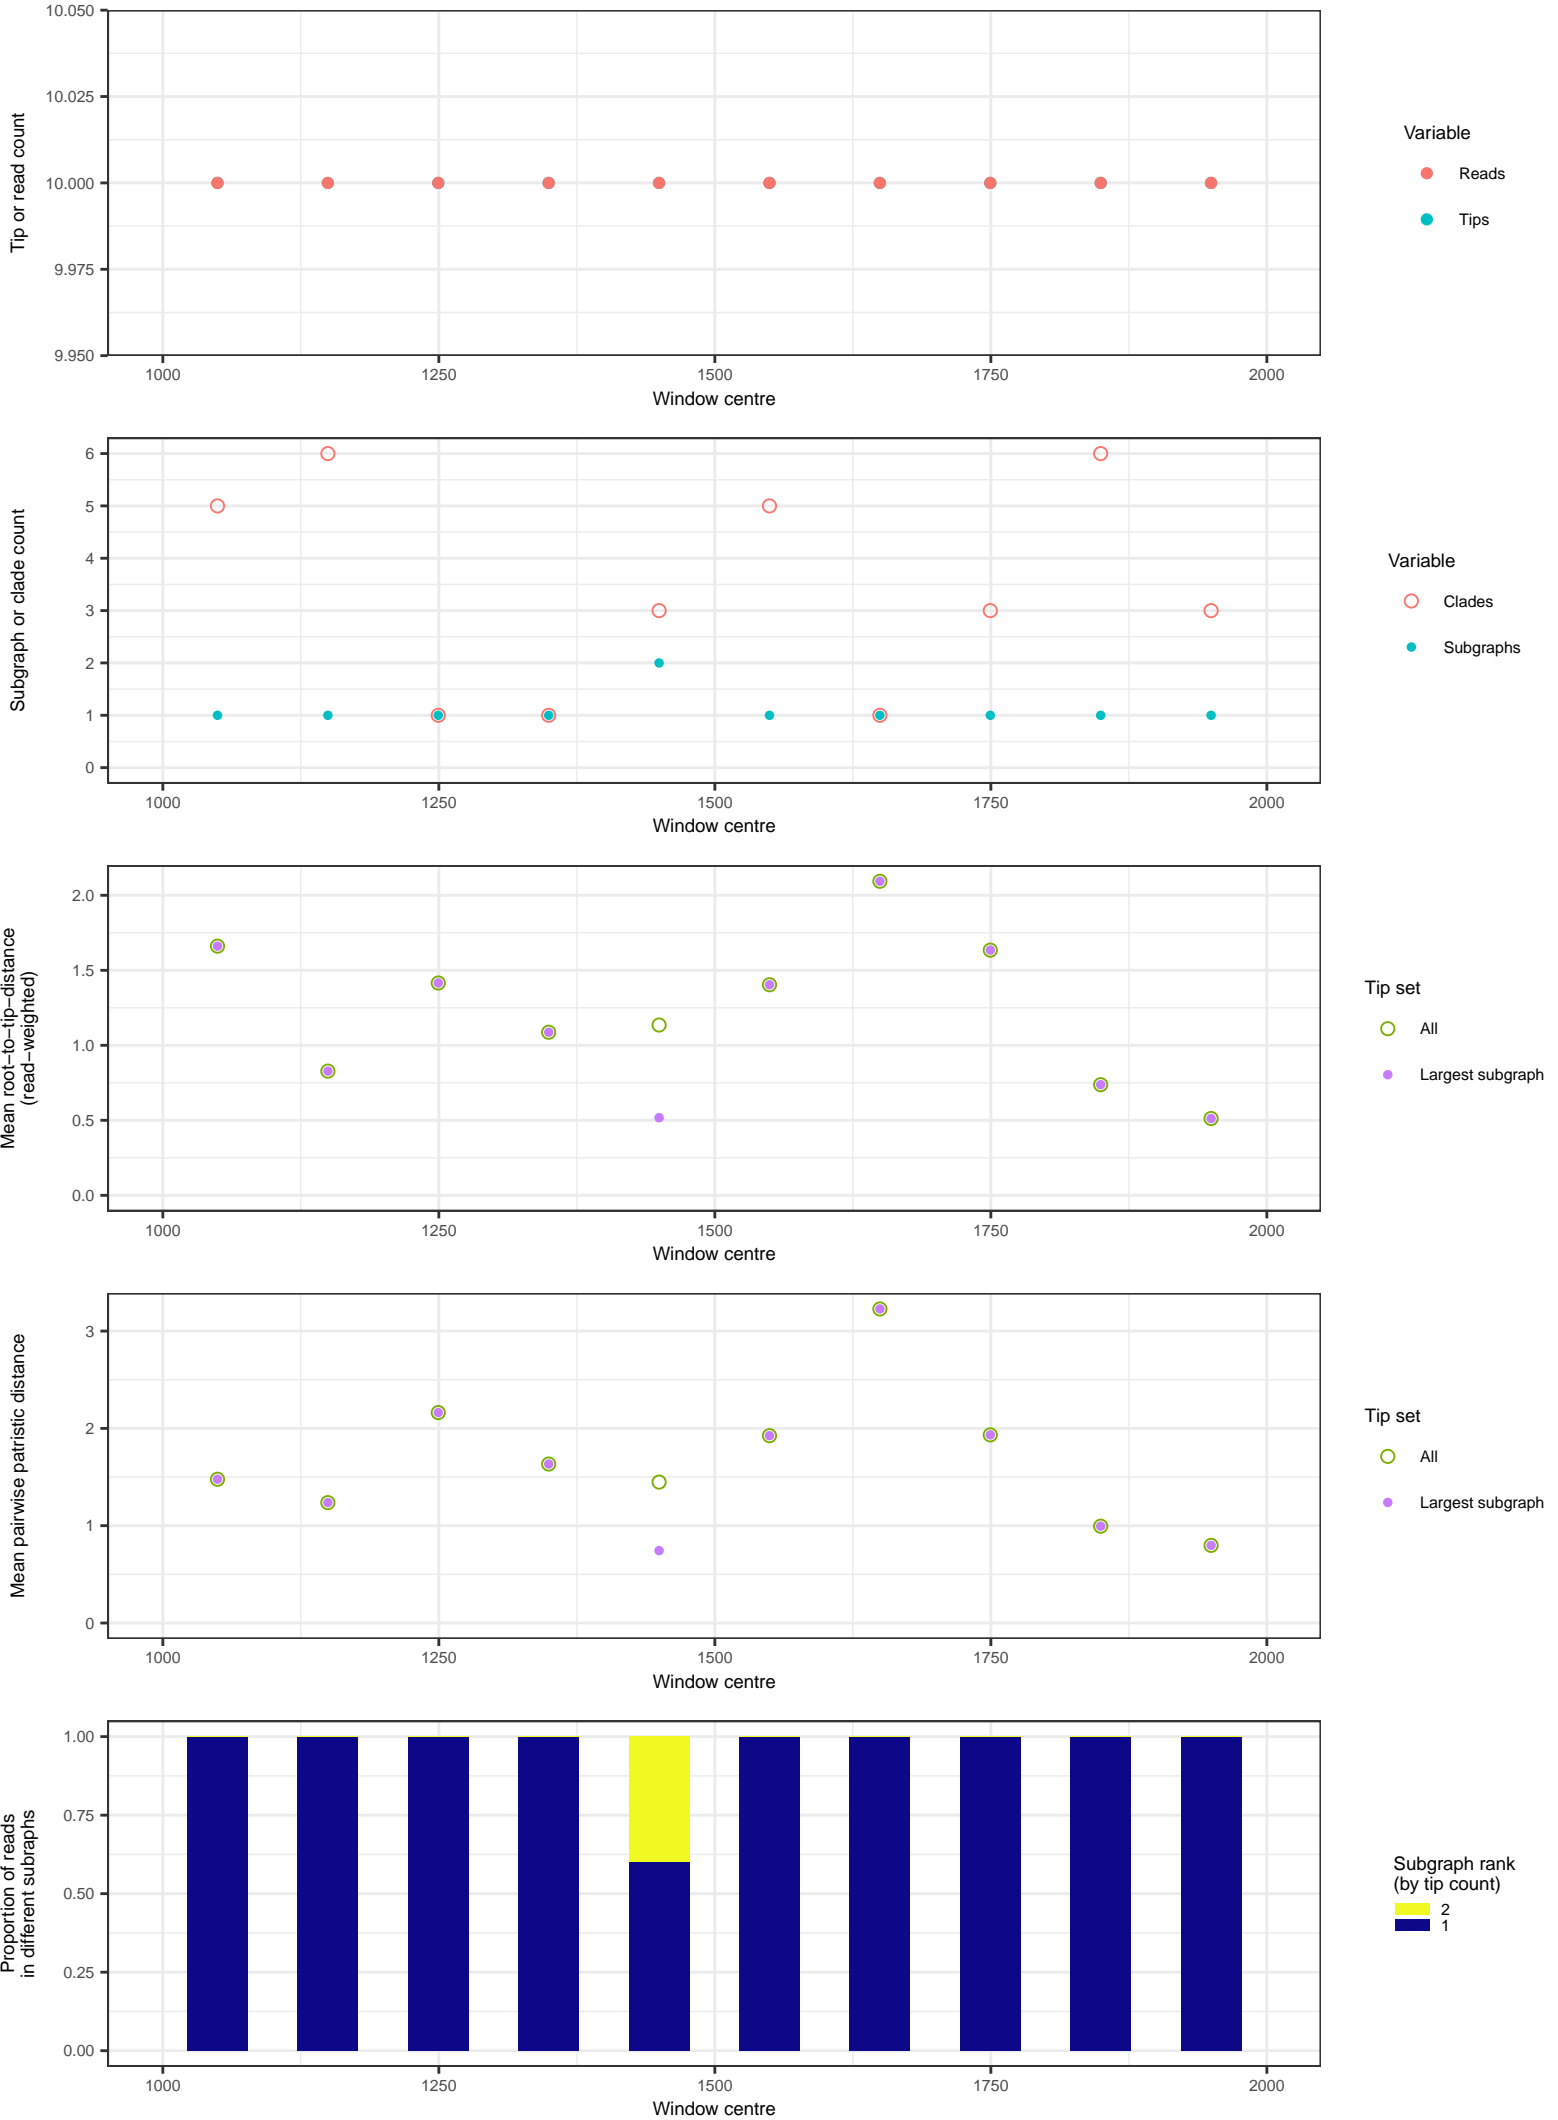 10.050
10.025
10.000
9.975
9.950
Tip or read count
1000 1250 1500 1750 2000
Window centre
Variable
Reads
Tips
6
5
4
3
2
1
0
Subgraph or clade count
1000 1250 1500 1750 2000
Window centre
Variable
Clades
Subgraphs
2.0
1.5
1.0
0.5
0.0
Mean root−to−tip−distance
(read−weighted)
1000 1250 1500 1750 2000
Window centre
Tip set
All
Largest subgraph
3
2
1
0
Mean pairwise patristic distance
1000 1250 1500 1750 2000
Window centre
Tip set
All
Largest subgraph
1.00
0.75
0.50
0.25
0.00
Proportion of reads
in different subraphs
1000 1250 1500 1750 2000
Window centre
Subgraph rank
(by tip count)
2
1